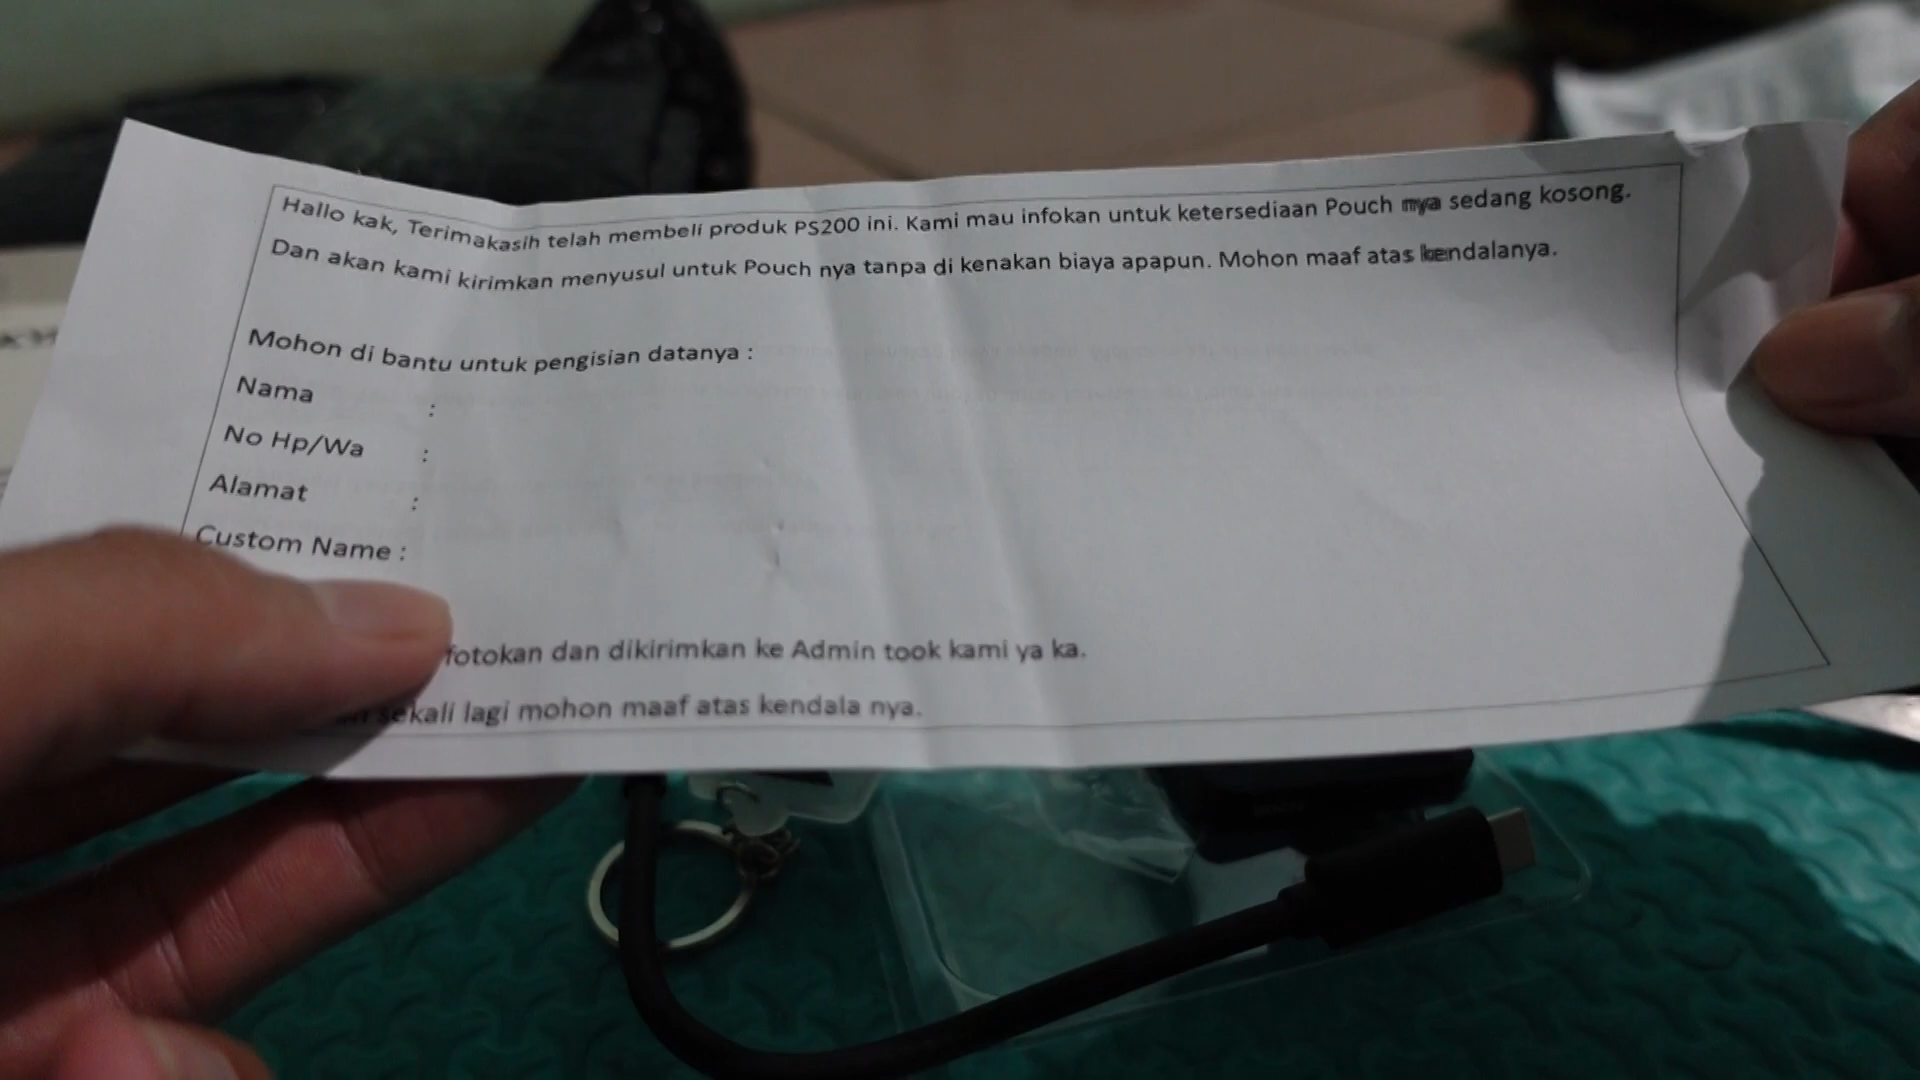 Hallo kak, Terimakasih telah membeli produk PS200 ini. Kami mau infokan untuk ketersediaan Pouch nya sedang kosong.
Dan akan kami kirimkan menyusul untuk Pouch nya tanpa di kenakan biaya apapun. Mohon maaf atas kendalanya.
Mohon di bantu untuk pengisian datanya :
Nama :
No Hp/Wa :
Alamat :
Custom Name :
fotokan dan dikirimkan ke Admin took kami ya ka.
sekali lagi mohon maaf atas kendala nya.